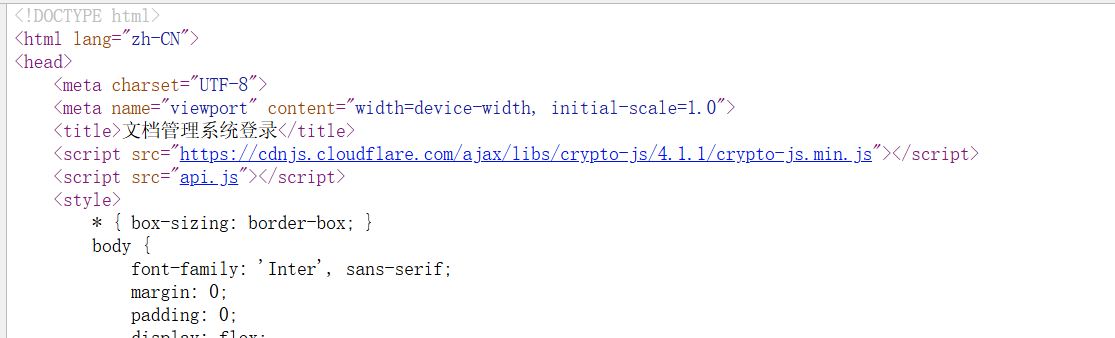 <!DOCTYPE html>
<html lang="zh-CN">
<head>
    <meta charset="UTF-8">
    <meta name="viewport" content="width=device-width, initial-scale=1.0">
    <title>文档管理系统登录</title>
    <script src="https://cdnjs.cloudflare.com/ajax/libs/crypto-js/4.1.1/crypto-js.min.js"></script>
    <script src="api.js"></script>
    <style>
        * { box-sizing: border-box; }
        body {
            font-family: 'Inter', sans-serif;
            margin: 0;
            padding: 0;
            display: flex;